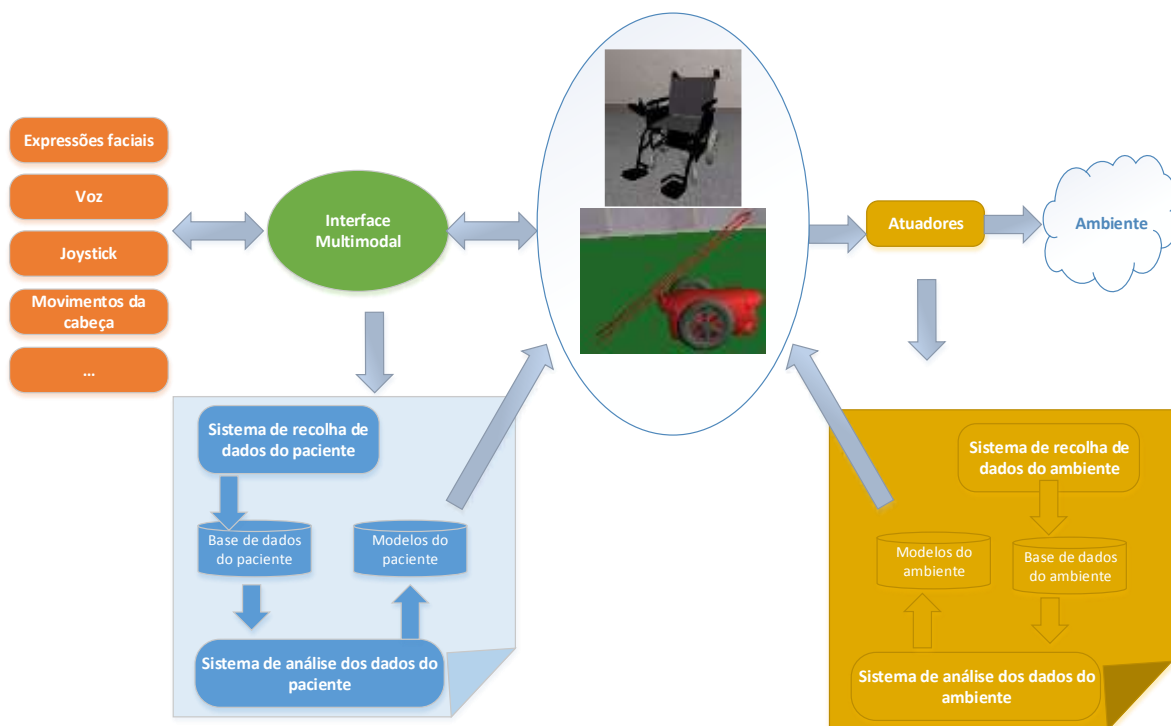 Expressões faciais
Voz
Joystick
Movimentos da
cabeça
...
Interface
Multimodal
Atuadores
Ambiente
Sistema de recolha de
dados do paciente
Base de dados
do paciente
Modelos do
paciente
Sistema de análise dos dados do
paciente
Sistema de recolha de
dados do ambiente
Modelos do
ambiente
Base de dados
do ambiente
Sistema de análise dos dados do
ambiente